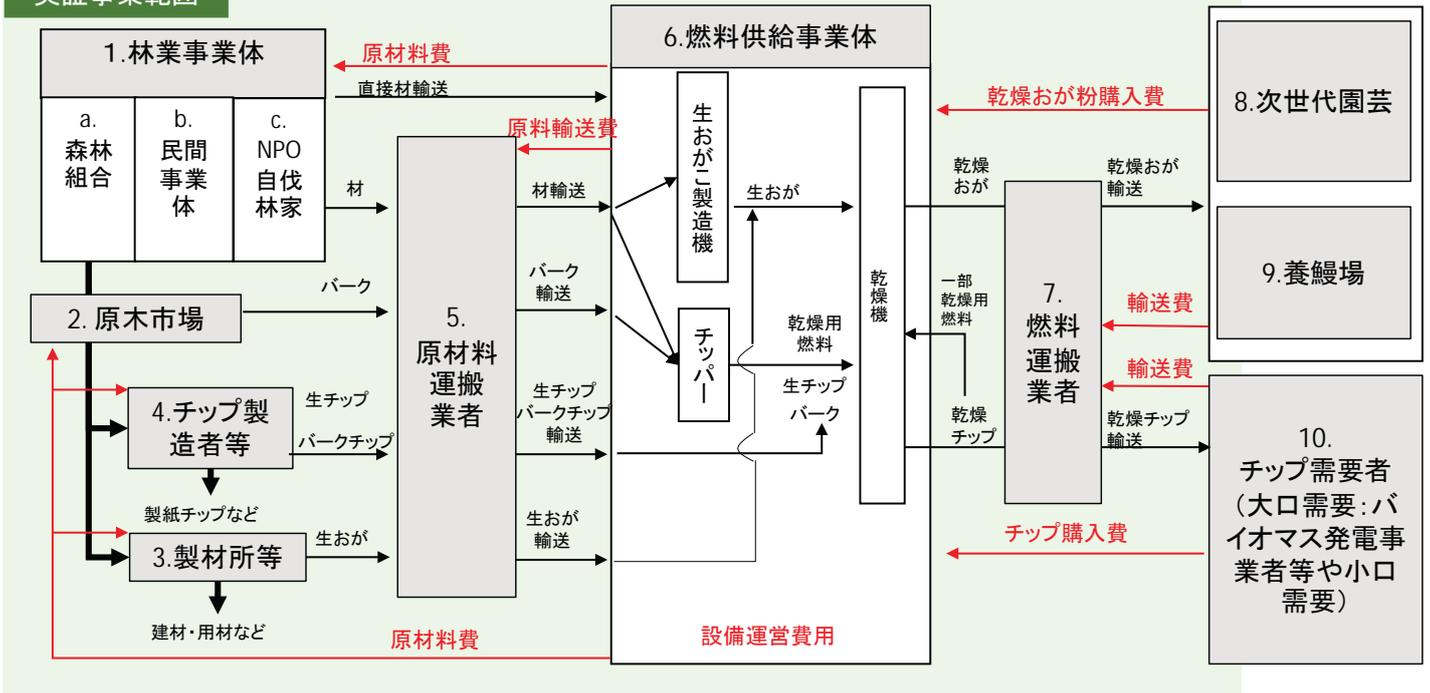 実証事業範囲
1.林業事業体
a.
森林
組合
b.
民間
事業
体
c.
NPO
自伐
林家
原材料費
直接材輸送
原料輸送費
材
バーク
2. 原木市場
4.チップ製
造者等
生チップ
バークチップ
製紙チップなど
3.製材所等
生おが
建材・用材など
原材料費
5.
原材料
運搬
業者
材輸送
バーク
輸送
生チップ
バークチップ
輸送
生おが
輸送
6.燃料供給事業体
生おがこ製造機
生おが
チッパー
乾燥用
燃料
生チップ
バーク
乾燥機
設備運営費用
乾燥おが粉購入費
乾燥
おが
一部
乾燥用
燃料
乾燥
チップ
7.
燃料
運搬
業者
乾燥おが
輸送
輸送費
輸送費
乾燥チップ
輸送
チップ購入費
8.次世代園芸
9.養鰻場
10.
チップ需要者
（大口需要：バ
イオマス発電事
業者等や小口
需要）